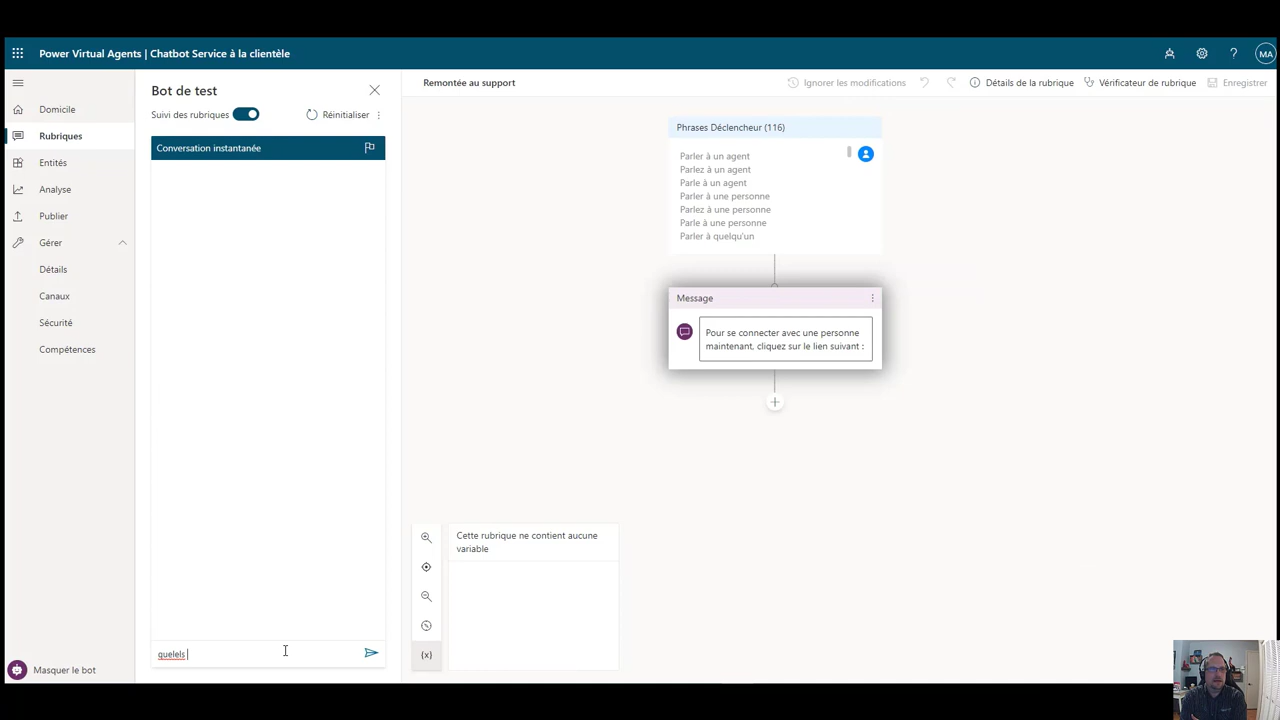 Power Virtual Agents | Chatbot Service à la clientèle
?
MA
Domicile
Rubriques
Entités
Analyse
Publier
Gérer
Détails
Canaux
Sécurité
Compétences
Masquer le bot
Bot de test
Suivi des rubriques
Réinitialiser
Conversation instantanée
quelels
Remontée au support
Ignorer les modifications
Détails de la rubrique
Vérificateur de rubrique
Enregistrer
Phrases Déclencheur (116)
Parler à un agent
Parlez à un agent
Parle à un agent
Parler à une personne
Parlez à une personne
Parle à une personne
Parler à quelqu'un
Message
Pour se connecter avec une personne
maintenant, cliquez sur le lien suivant :
(x)
Cette rubrique ne contient aucune
variable